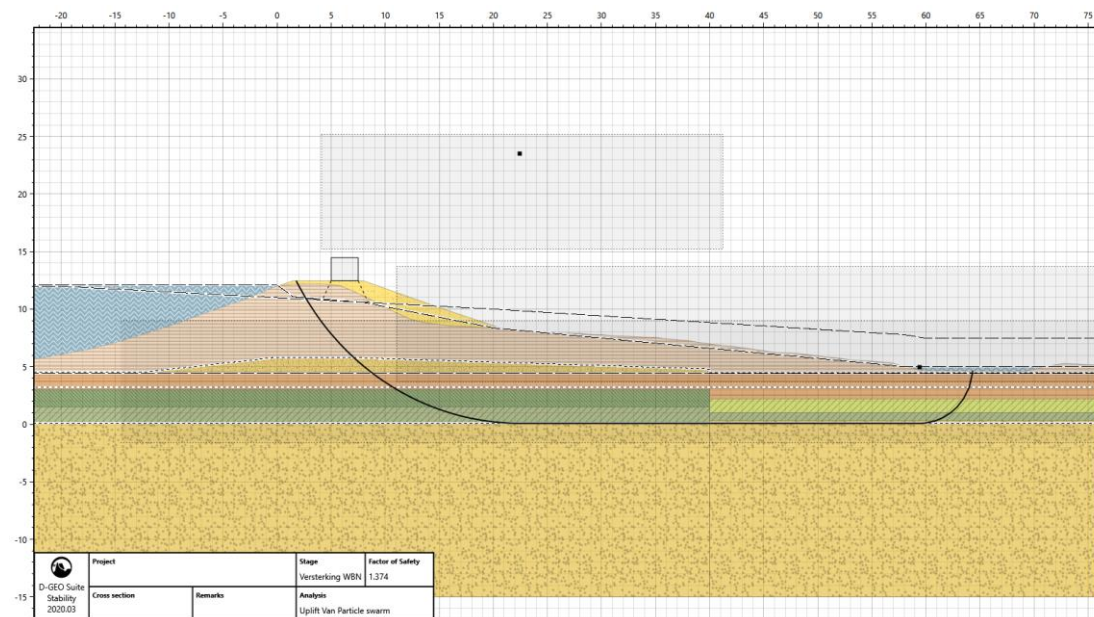 -20 -15 -10 -5 0 5 10 15 20 25 30 35 40 45 50 55 60 65 70 75
30
25
20
15
10
5
0
-5
-10
-15
D-GEO Suite
Stability
2020.03
Project
Stage
Versterking WBN
Factor of Safety
1.374
Cross section
Remarks
Analysis
Uplift Van Particle swarm